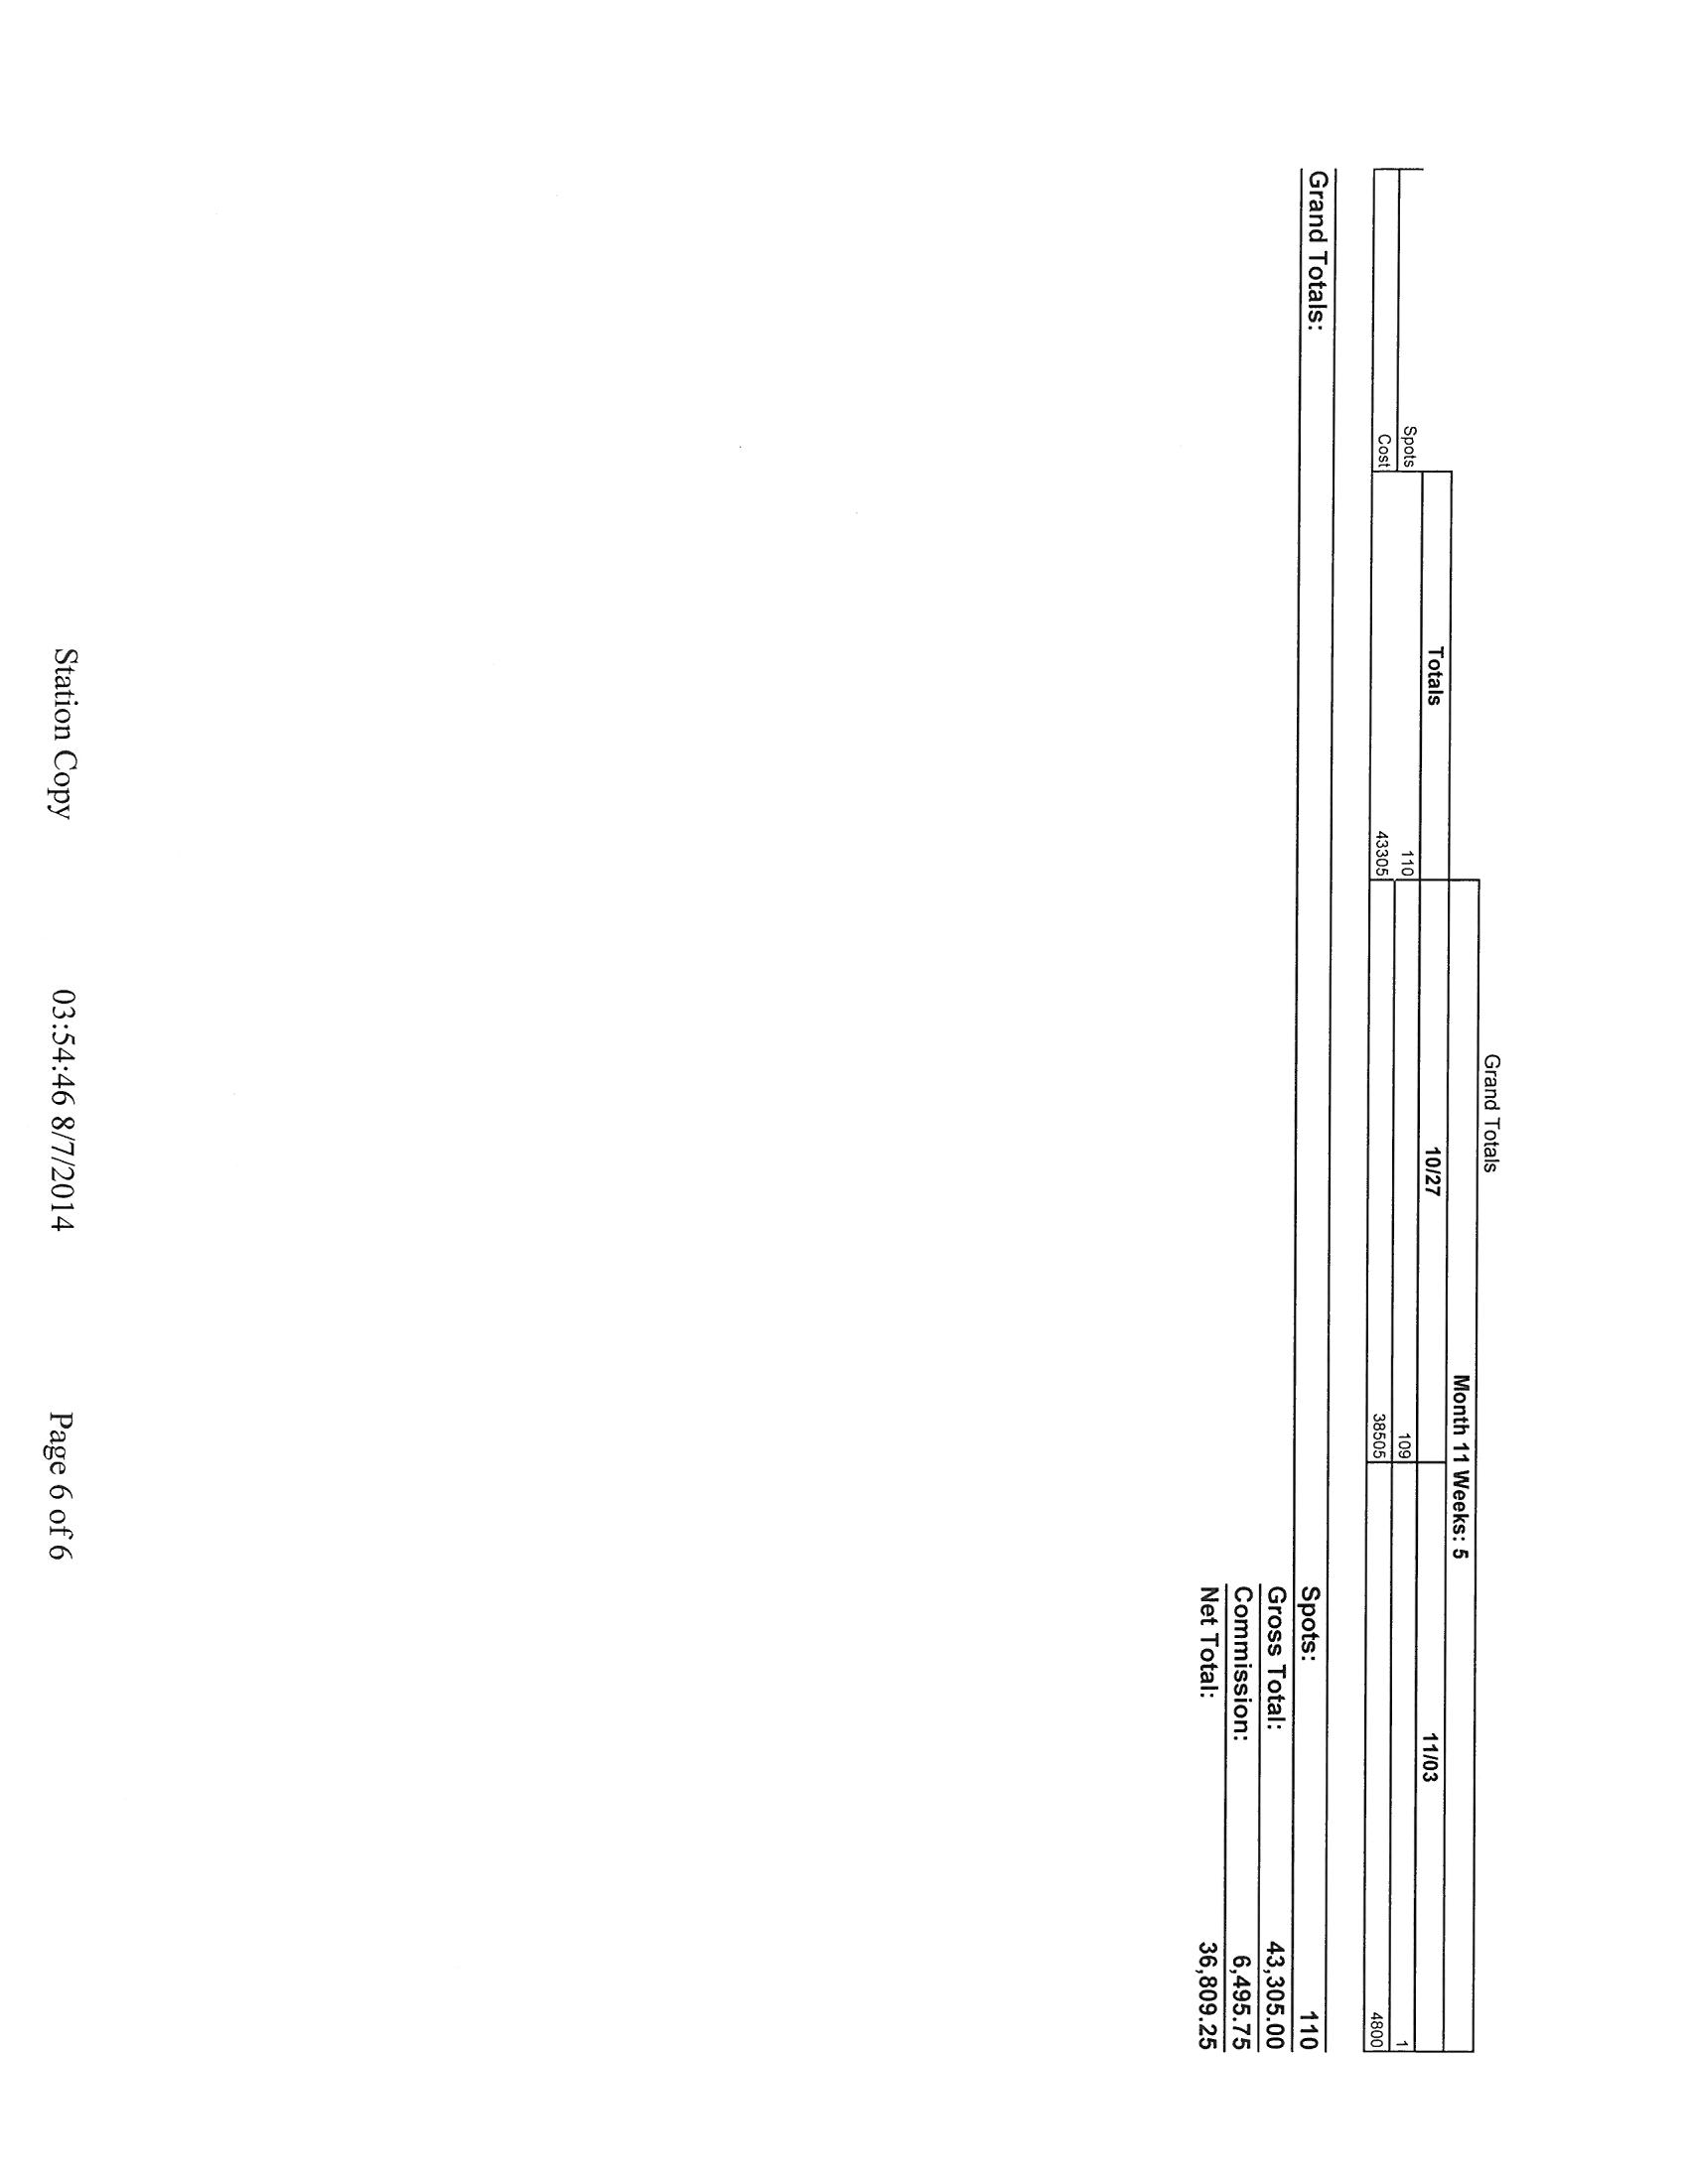 Grand Totals
Month 11 Weeks: 5
Totals 10/27 11/03
Spots 110 109 1
Cost 43305 38505 4800
Grand Totals: Spots: 110
Gross Total: 43,305.00
Commission: 6,495.75
Net Total: 36,809.25
Station Copy 03:54:46 8/7/2014 Page 6 of 6